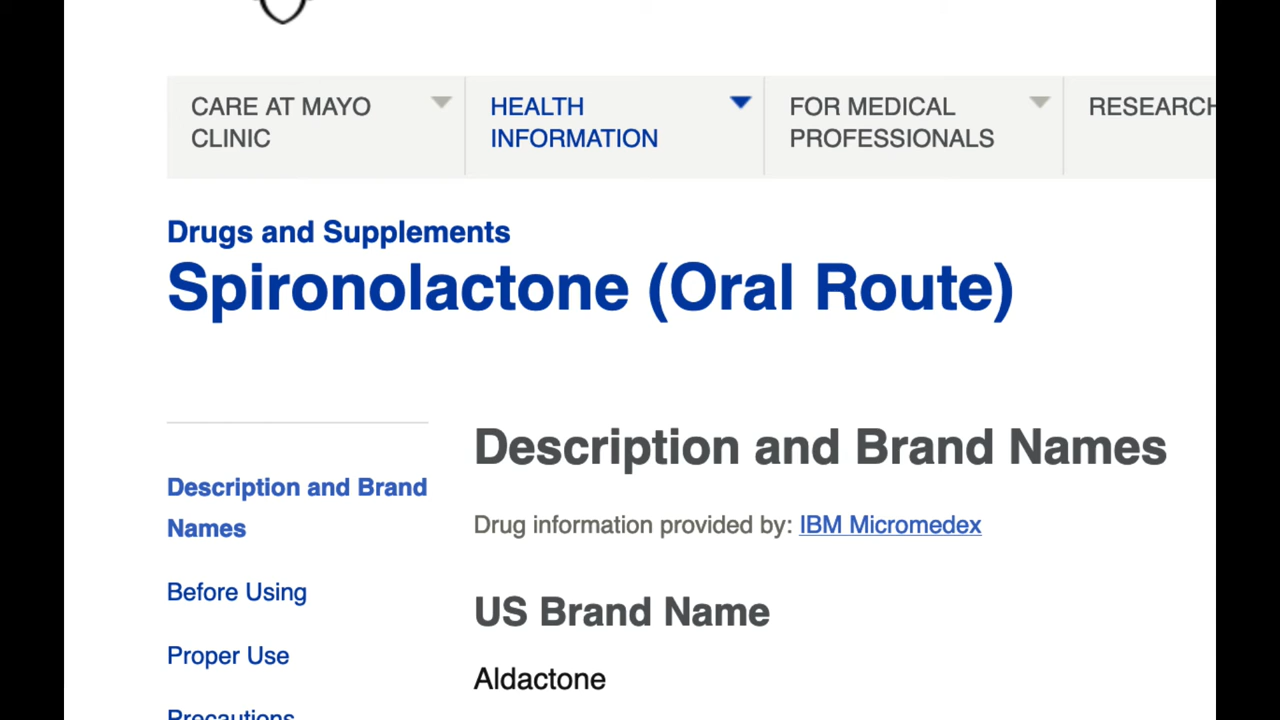 CARE AT MAYO
CLINIC
HEALTH
INFORMATION
FOR MEDICAL
PROFESSIONALS
RESEARCH
Drugs and Supplements
Spironolactone (Oral Route)
Description and Brand
Names
Before Using
Proper Use
Precautions
Description and Brand Names
Drug information provided by: IBM Micromedex
US Brand Name
Aldactone